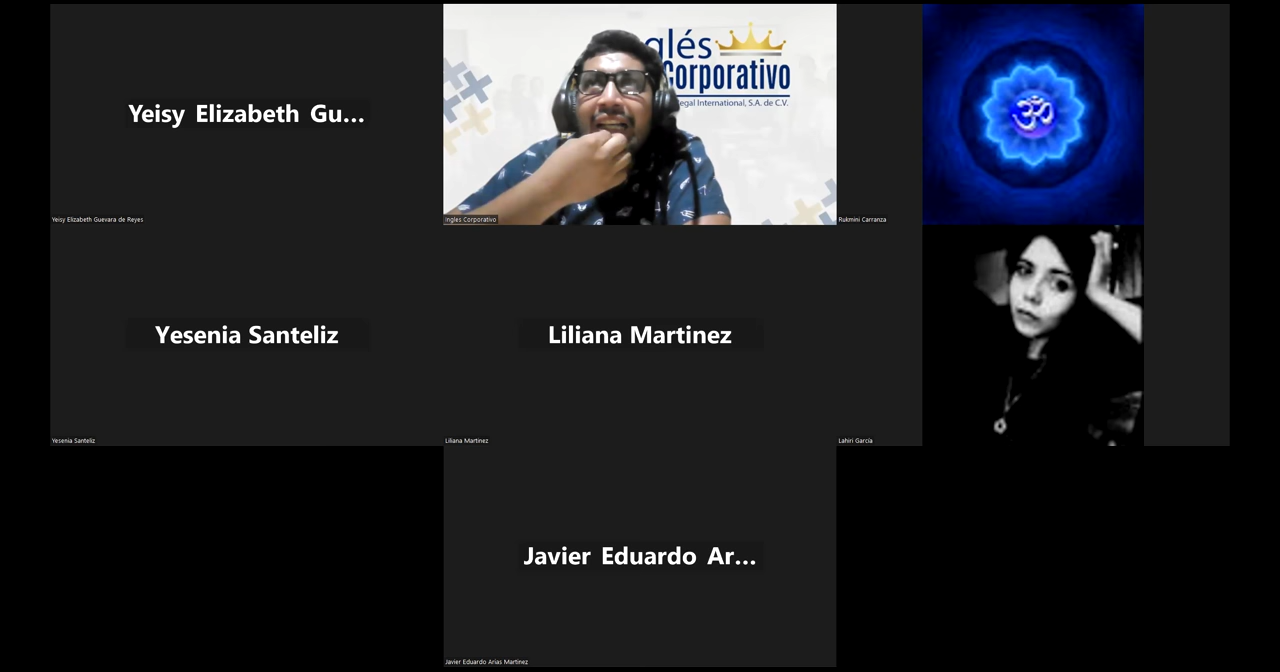 Yeisy Elizabeth Gu...
Yeisy Elizabeth Guevara de Reyes
glés
Corporativo
egal International, S.A. de C.V.
Ingles Corporativo
Rukmini Carranza
ॐ
Yesenia Santeliz
Yesenia Santeliz
Liliana Martinez
Liliana Martinez
Lahiri García
Javier Eduardo Ar...
Javier Eduardo Arias Martinez